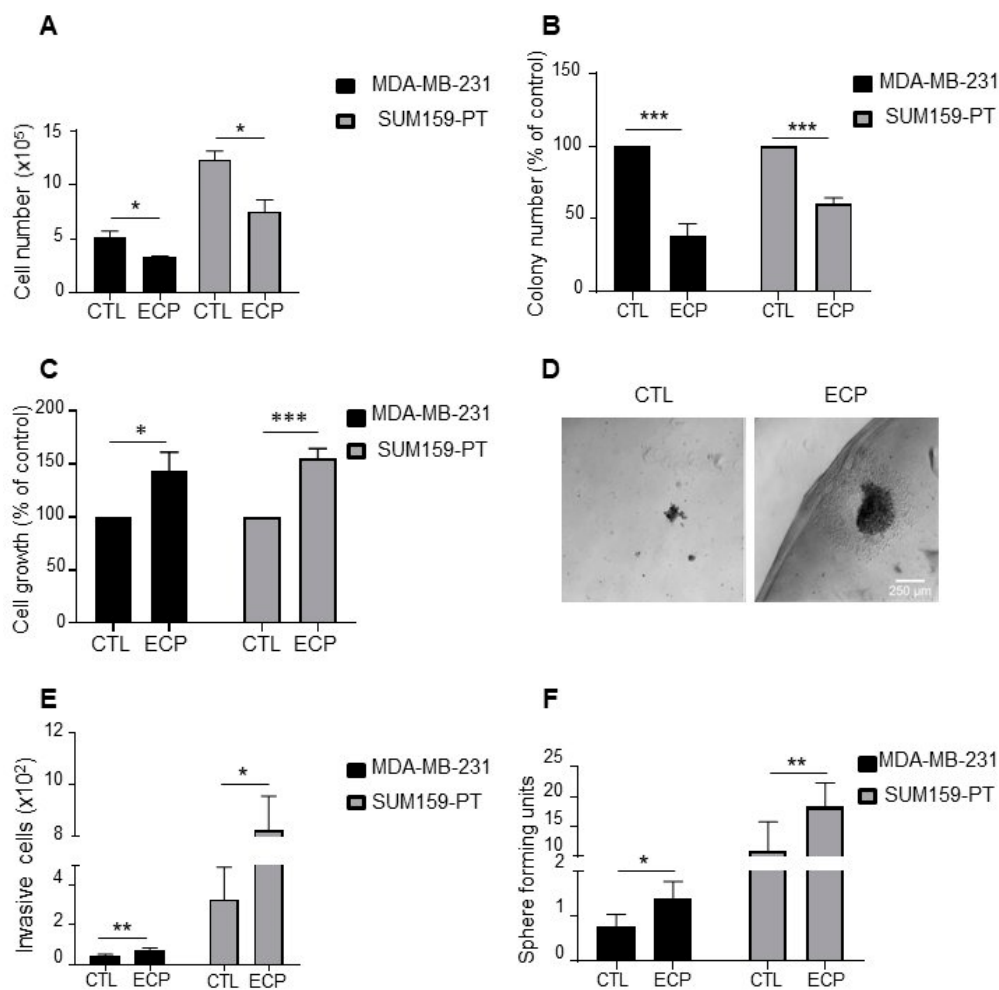 A
MDA-MB-231
SUM159-PT
Cell number (x10⁵)
15
10
5
0
*
*
CTL ECP CTL ECP
B
MDA-MB-231
SUM159-PT
Colony number (% of control)
150
100
50
0
***
***
CTL ECP CTL ECP
C
MDA-MB-231
SUM159-PT
Cell growth (% of control)
200
150
100
50
0
*
***
CTL ECP CTL ECP
D
CTL ECP
250 µm
E
MDA-MB-231
SUM159-PT
Invasive cells (x10²)
12
10
8
4
2
0
**
*
CTL ECP CTL ECP
F
MDA-MB-231
SUM159-PT
Sphere forming units
25
20
15
10
2
1
0
*
**
CTL ECP CTL ECP